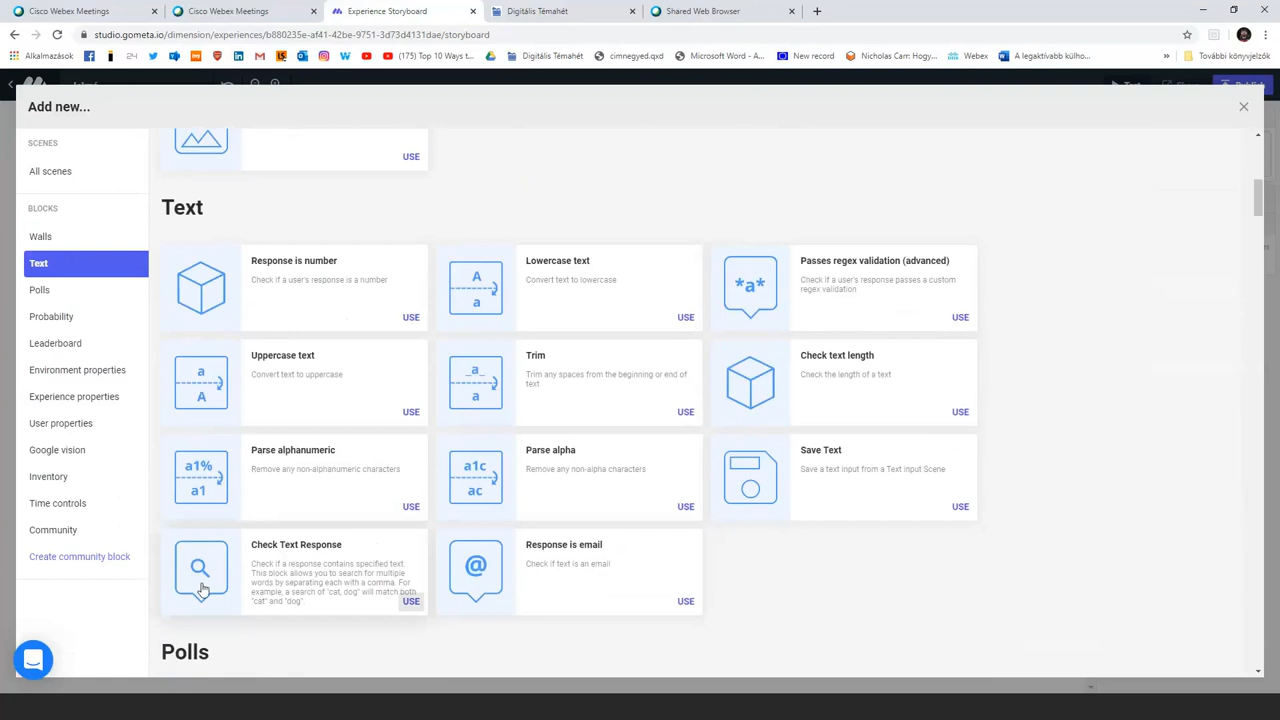 Cisco Webex Meetings
Cisco Webex Meetings
Experience Storyboard
Digitális Témahét
Shared Web Browser
studio.gometa.io/dimension/experiences/b880235e-af41-42be-9751-3d73d4131dae/storyboard
Alkalmazások
24
(175) Top 10 Ways t...
Digitális Témahét
cimnegyed.qxd
Microsoft Word - A...
New record
Nicholas Carr: Hogy...
Webex
A legaktívabb külho...
További könyvjelzők
Add new...
SCENES
All scenes
BLOCKS
Walls
Text
Polls
Probability
Leaderboard
Environment properties
Experience properties
User properties
Google vision
Inventory
Time controls
Community
Create community block
USE
Text
Response is number
Check if a user's response is a number
USE
A
a
Lowercase text
Convert text to lowercase
USE
*a*
Passes regex validation (advanced)
Check if a user's response passes a custom
regex validation
USE
a
A
Uppercase text
Convert text to uppercase
USE
_a_
a
Trim
Trim any spaces from the beginning or end of
text
USE
Check text length
Check the length of a text
USE
a1%
a1
Parse alphanumeric
Remove any non-alphanumeric characters
USE
a1c
ac
Parse alpha
Remove any non-alpha characters
USE
Save Text
Save a text input from a Text input Scene
USE
Check Text Response
Check if a response contains specified text.
This block allows you to search for multiple
words by separating each with a comma. For
example, a search of "cat, dog" will match both
"cat" and "dog".
USE
@
Response is email
Check if text is an email
USE
Polls